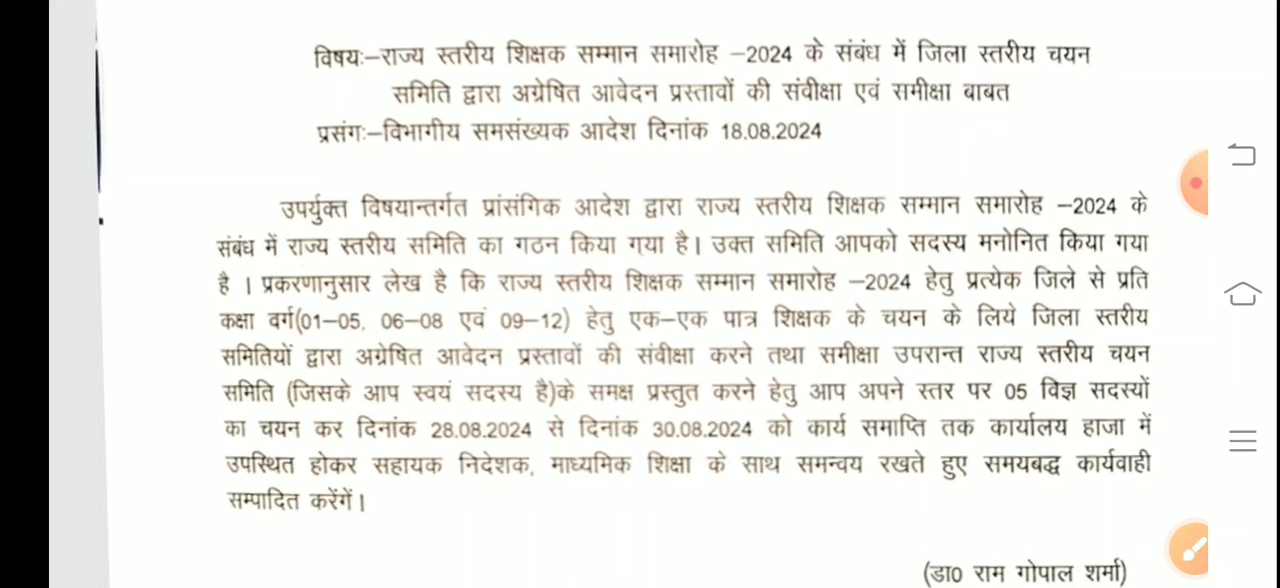 विषयः–राज्य स्तरीय शिक्षक सम्मान समारोह –2024 के संबंध में जिला स्तरीय चयन
समिति द्वारा अग्रेषित आवेदन प्रस्तावों की संवीक्षा एवं समीक्षा बाबत
प्रसंगः–विभागीय समसंख्यक आदेश दिनांक 18.08.2024
उपर्युक्त विषयान्तर्गत प्रांसंगिक आदेश द्वारा राज्य स्तरीय शिक्षक सम्मान समारोह –2024 के
संबंध में राज्य स्तरीय समिति का गठन किया गया है। उक्त समिति आपको सदस्य मनोनित किया गया
है । प्रकरणानुसार लेख है कि राज्य स्तरीय शिक्षक सम्मान समारोह –2024 हेतु प्रत्येक जिले से प्रति
कक्षा वर्ग(01–05, 06–08 एवं 09–12) हेतु एक–एक पात्र शिक्षक के चयन के लिये जिला स्तरीय
समितियों द्वारा अग्रेषित आवेदन प्रस्तावों की संवीक्षा करने तथा समीक्षा उपरान्त राज्य स्तरीय चयन
समिति (जिसके आप स्वयं सदस्य है)के समक्ष प्रस्तुत करने हेतु आप अपने स्तर पर 05 विज्ञ सदस्यों
का चयन कर दिनांक 28.08.2024 से दिनांक 30.08.2024 को कार्य समाप्ति तक कार्यालय हाजा में
उपस्थित होकर सहायक निदेशक, माध्यमिक शिक्षा के साथ समन्वय रखते हुए समयबद्ध कार्यवाही
सम्पादित करेंगें।
(डा0 राम गोपाल शर्मा)